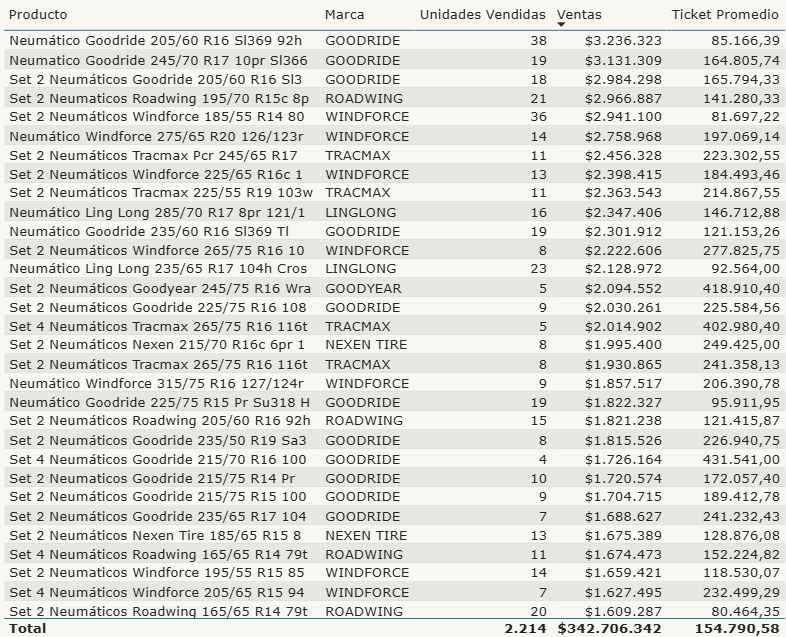 Producto Marca Unidades Vendidas Ventas Ticket Promedio
Neumático Goodride 205/60 R16 Sl369 92h GOODRIDE 38 $3.236.323 85.166,39
Neumatico Goodride 245/70 R17 10pr Sl366 GOODRIDE 19 $3.131.309 164.805,74
Set 2 Neumáticos Goodride 205/60 R16 Sl3 GOODRIDE 18 $2.984.298 165.794,33
Set 2 Neumaticos Roadwing 195/70 R15c 8p ROADWING 21 $2.966.887 141.280,33
Set 2 Neumáticos Windforce 185/55 R14 80 WINDFORCE 36 $2.941.100 81.697,22
Neumático Windforce 275/65 R20 126/123r WINDFORCE 14 $2.758.968 197.069,14
Set 2 Neumáticos Tracmax Pcr 245/65 R17 TRACMAX 11 $2.456.328 223.302,55
Set 2 Neumáticos Windforce 225/65 R16c 1 WINDFORCE 13 $2.398.415 184.493,46
Set 2 Neumáticos Tracmax 225/55 R19 103w TRACMAX 11 $2.363.543 214.867,55
Neumático Ling Long 285/70 R17 8pr 121/1 LINGLONG 16 $2.347.406 146.712,88
Neumático Goodride 235/60 R16 Sl369 Tl GOODRIDE 19 $2.301.912 121.153,26
Set 2 Neumáticos Windforce 265/75 R16 10 WINDFORCE 8 $2.222.606 277.825,75
Neumático Ling Long 235/65 R17 104h Cros LINGLONG 23 $2.128.972 92.564,00
Set 2 Neumáticos Goodyear 245/75 R16 Wra GOODYEAR 5 $2.094.552 418.910,40
Set 2 Neumáticos Goodride 225/75 R16 108 GOODRIDE 9 $2.030.261 225.584,56
Set 4 Neumáticos Tracmax 265/75 R16 116t TRACMAX 5 $2.014.902 402.980,40
Set 2 Neumáticos Nexen 215/70 R16c 6pr 1 NEXEN TIRE 8 $1.995.400 249.425,00
Set 2 Neumáticos Tracmax 265/75 R16 116t TRACMAX 8 $1.930.865 241.358,13
Neumático Windforce 315/75 R16 127/124r WINDFORCE 9 $1.857.517 206.390,78
Neumático Goodride 225/75 R15 Pr Su318 H GOODRIDE 19 $1.822.327 95.911,95
Set 2 Neumáticos Roadwing 205/60 R16 92h ROADWING 15 $1.821.238 121.415,87
Set 2 Neumáticos Goodride 235/50 R19 Sa3 GOODRIDE 8 $1.815.526 226.940,75
Set 4 Neumáticos Goodride 215/70 R16 100 GOODRIDE 4 $1.726.164 431.541,00
Set 2 Neumaticos Goodride 215/75 R14 Pr GOODRIDE 10 $1.720.574 172.057,40
Set 2 Neumáticos Goodride 215/75 R15 100 GOODRIDE 9 $1.704.715 189.412,78
Set 2 Neumáticos Goodride 235/65 R17 104 GOODRIDE 7 $1.688.627 241.232,43
Set 2 Neumáticos Nexen Tire 185/65 R15 8 NEXEN TIRE 13 $1.675.389 128.876,08
Set 4 Neumáticos Roadwing 165/65 R14 79t ROADWING 11 $1.674.473 152.224,82
Set 2 Neumaticos Windforce 195/55 R15 85 WINDFORCE 14 $1.659.421 118.530,07
Set 4 Neumáticos Windforce 205/65 R15 94 WINDFORCE 7 $1.627.495 232.499,29
Set 2 Neumáticos Roadwing 165/65 R14 79t ROADWING 20 $1.609.287 80.464,35
Total 2.214 $342.706.342 154.790,58